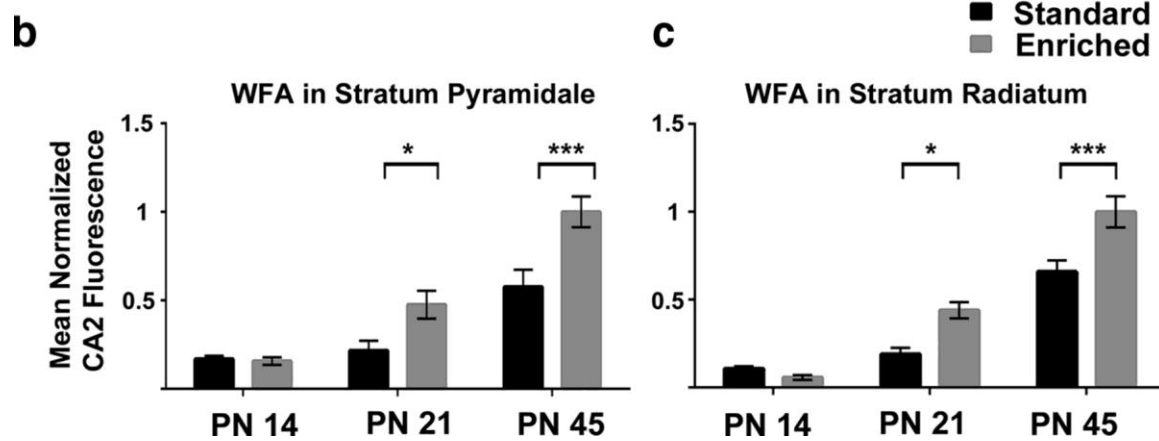 b
c
Standard
Enriched
WFA in Stratum Pyramidale
Mean Normalized
CA2 Fluorescence
1.5
1
0.5
*
***
PN 14 PN 21 PN 45
WFA in Stratum Radiatum
1.5
1
0.5
*
***
PN 14 PN 21 PN 45